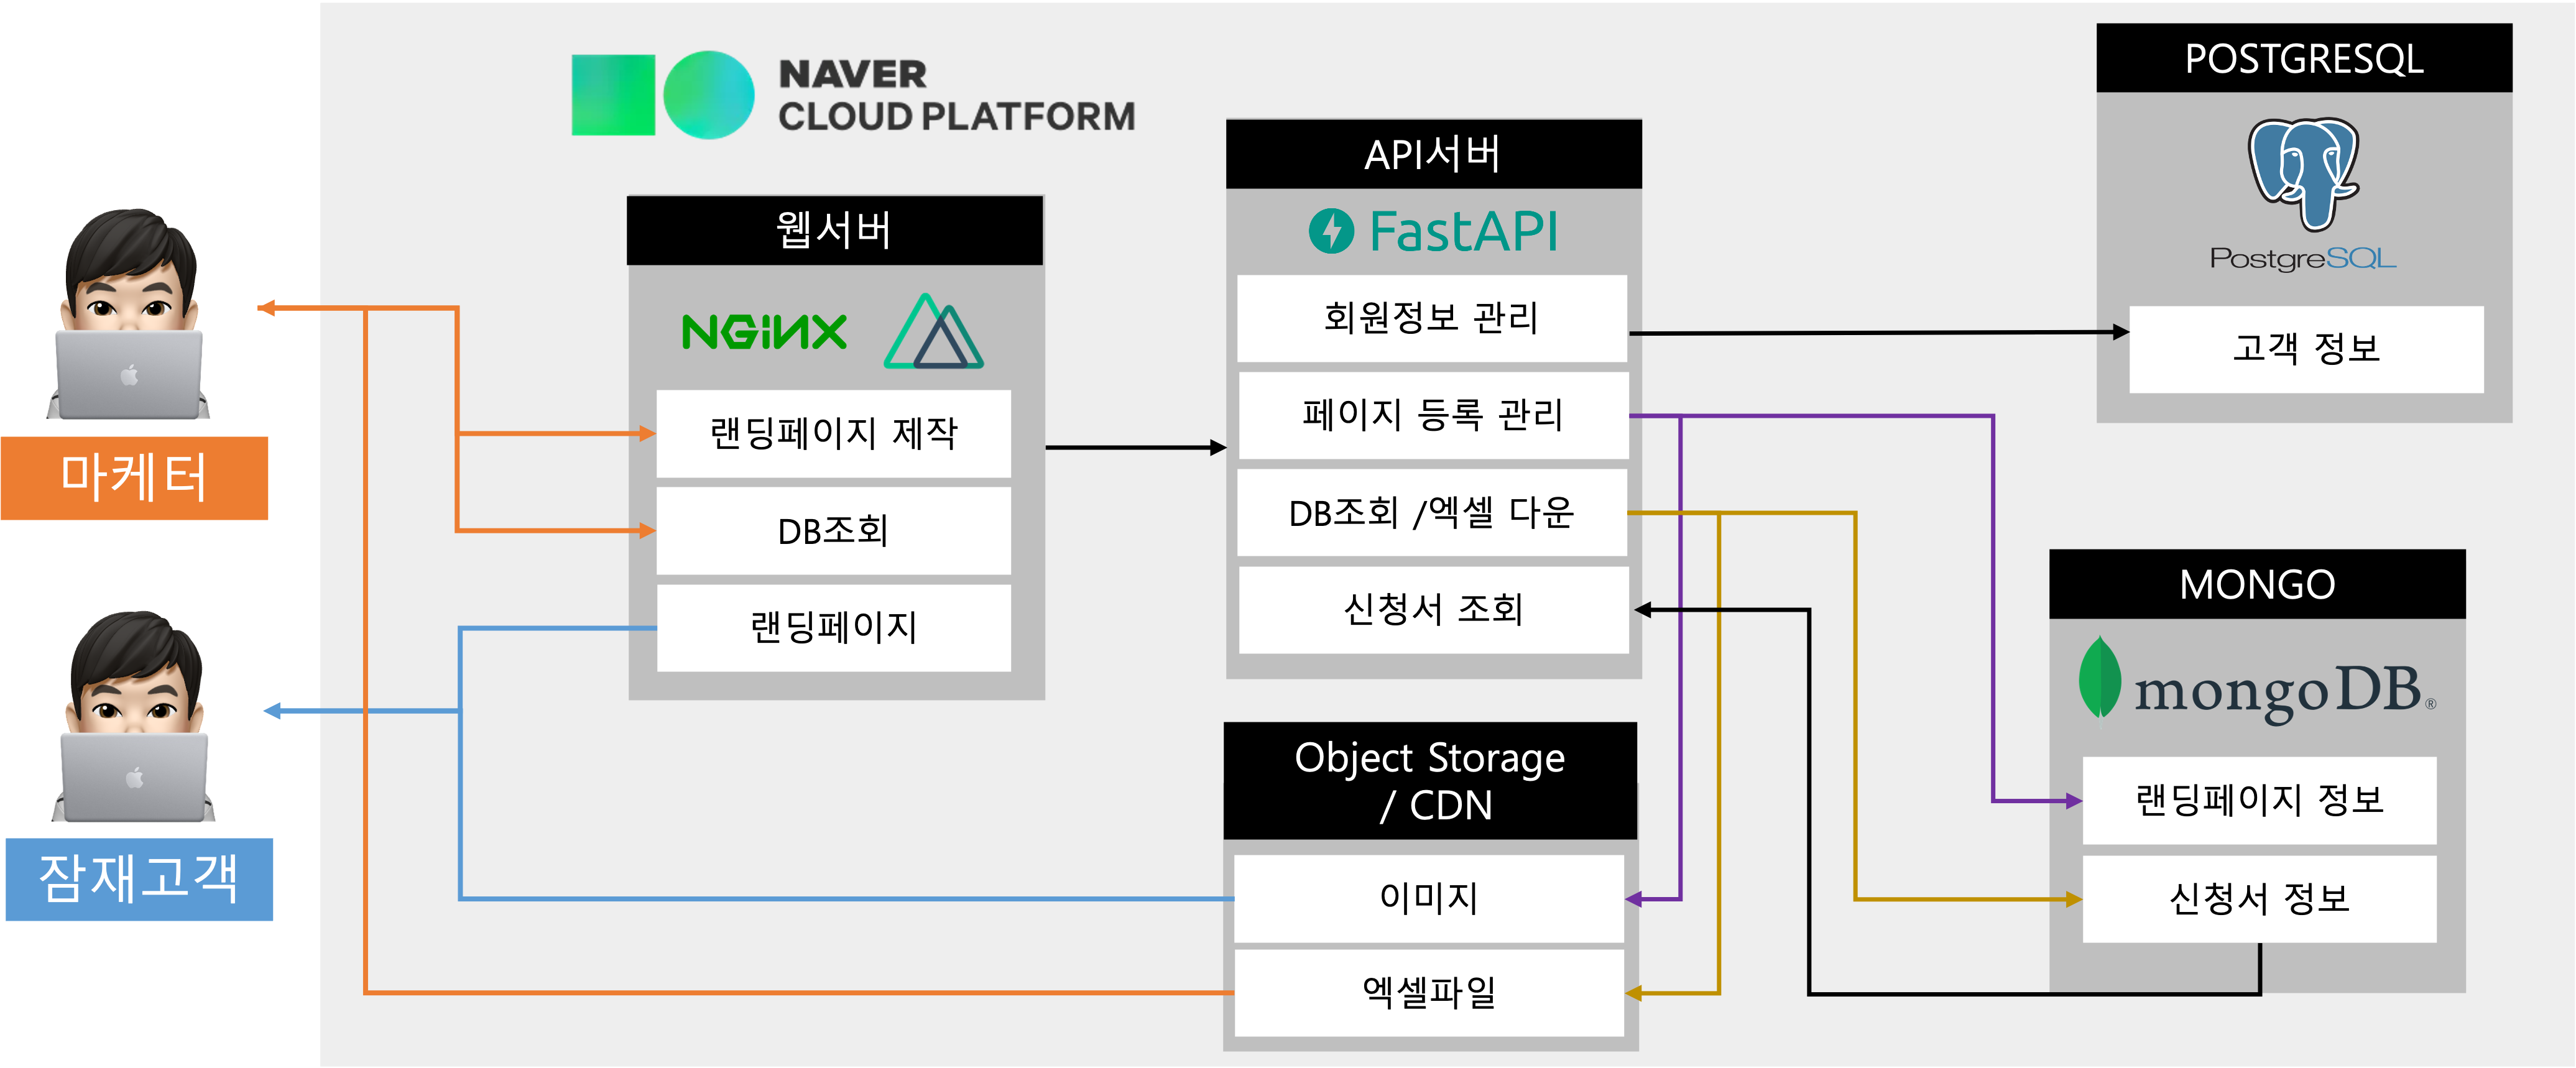 NAVER
CLOUD PLATFORM
마케터
잠재고객
웹서버
NGINX
랜딩페이지 제작
DB조회
랜딩페이지
API서버
FastAPI
회원정보 관리
페이지 등록 관리
DB조회 /엑셀 다운
신청서 조회
Object Storage
/ CDN
이미지
엑셀파일
POSTGRESQL
PostgreSQL
고객 정보
MONGO
mongoDB®
랜딩페이지 정보
신청서 정보